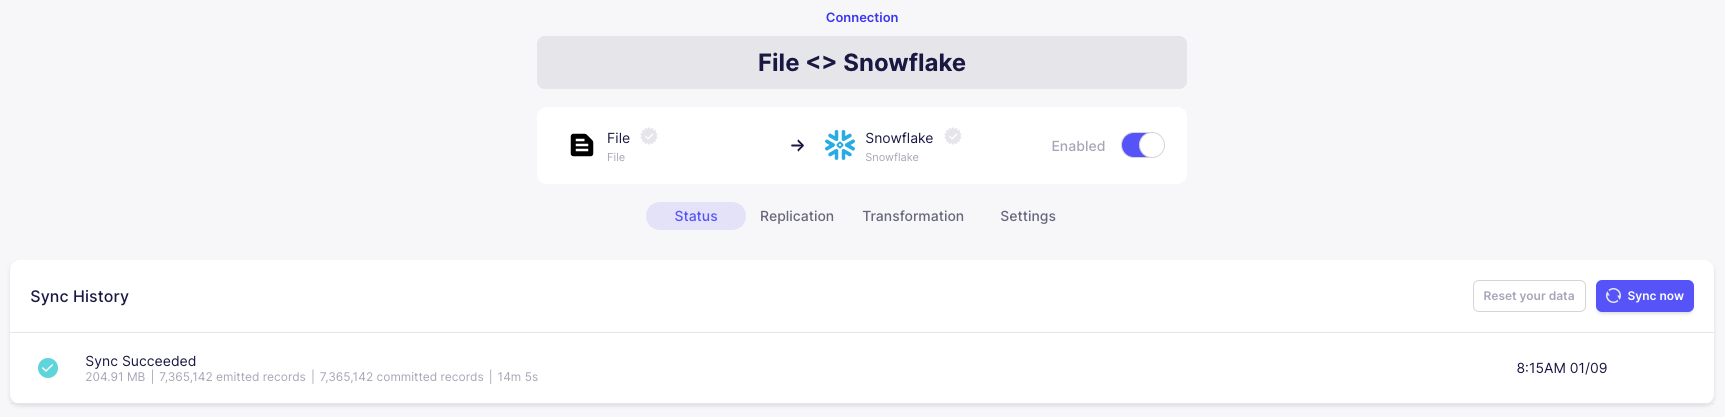 Connection
File <> Snowflake
File
File
Snowflake
Snowflake
Enabled
Status Replication Transformation Settings
Sync History
Reset your data
Sync now
Sync Succeeded
204.91 MB | 7,365,142 emitted records | 7,365,142 committed records | 14m 5s
8:15AM 01/09